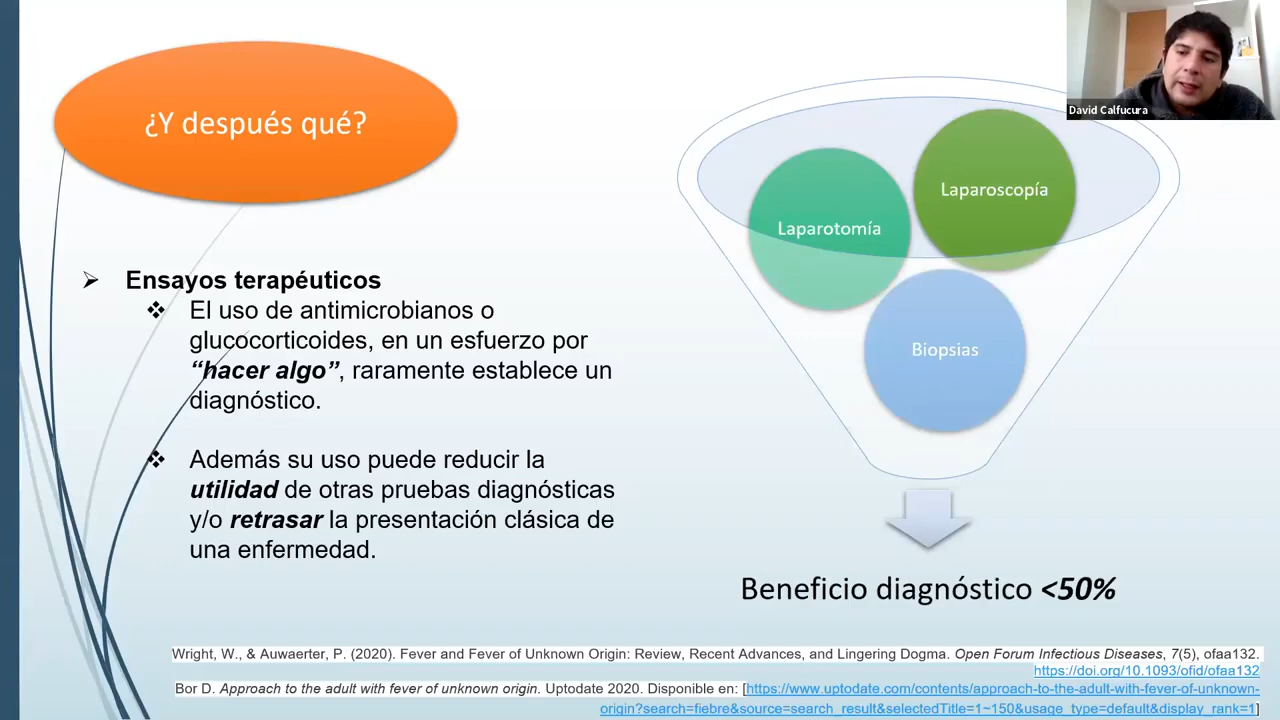 ¿Y después qué?
David Calfucura
Laparoscopía
Laparotomía
Biopsias
Ensayos terapéuticos
El uso de antimicrobianos o
glucocorticoides, en un esfuerzo por
“hacer algo”, raramente establece un
diagnóstico.
Además su uso puede reducir la
utilidad de otras pruebas diagnósticas
y/o retrasar la presentación clásica de
una enfermedad.
Beneficio diagnóstico <50%
Wright, W., & Auwaerter, P. (2020). Fever and Fever of Unknown Origin: Review, Recent Advances, and Lingering Dogma. Open Forum Infectious Diseases, 7(5), ofaa132.
https://doi.org/10.1093/ofid/ofaa132
Bor D. Approach to the adult with fever of unknown origin. Uptodate 2020. Disponible en: [https://www.uptodate.com/contents/approach-to-the-adult-with-fever-of-unknown-
origin?search=fiebre&source=search_result&selectedTitle=1~150&usage_type=default&display_rank=1]